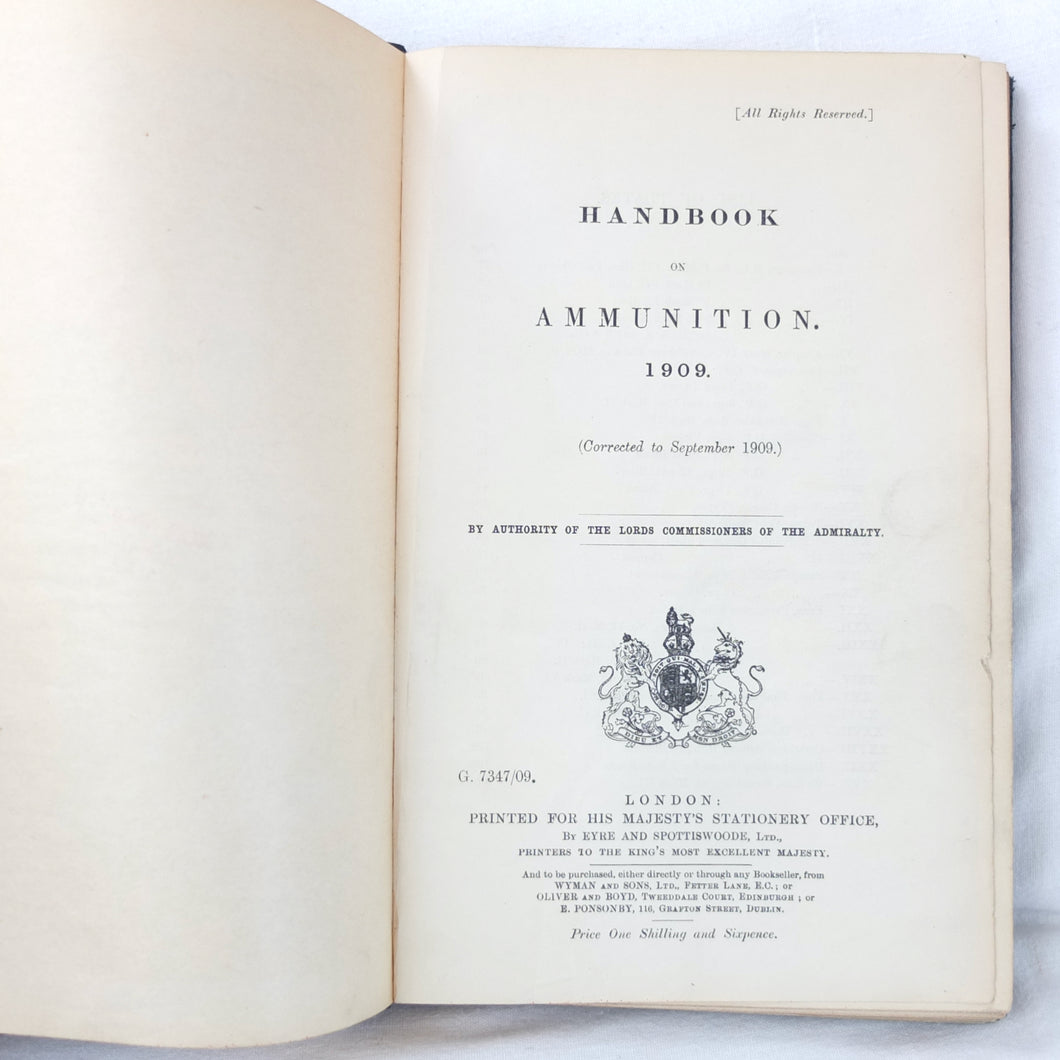 [All Rights Reserved.]
HANDBOOK
ON
AMMUNITION.
1909.
(Corrected to September 1909.)
BY AUTHORITY OF THE LORDS COMMISSIONERS OF THE ADMIRALTY.
DIEU ET MON DROIT
G. 7347/09.
LONDON:
PRINTED FOR HIS MAJESTY'S STATIONERY OFFICE,
BY EYRE AND SPOTTISWOODE, LTD.,
PRINTERS TO THE KING'S MOST EXCELLENT MAJESTY.
And to be purchased, either directly or through any Bookseller, from
WYMAN AND SONS, LTD., FETTER LANE, E.C.; or
OLIVER AND BOYD, TWEEDDALE COURT, EDINBURGH; or
E. PONSONBY, 116, GRAFTON STREET, DUBLIN.
Price One Shilling and Sixpence.